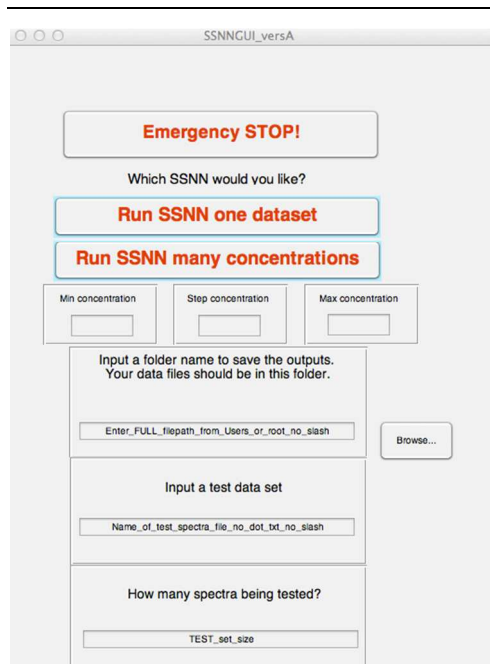 SSNNGUI_versA
Emergency STOP!
Which SSNN would you like?
Run SSNN one dataset
Run SSNN many concentrations
Min concentration
Step concentration
Max concentration
Input a folder name to save the outputs.
Your data files should be in this folder.
Enter_FULL_filepath_from_Users_or_root_no_slash
Browse...
Input a test data set
Name_of_test_spectra_file_no_dot_txt_no_slash
How many spectra being tested?
TEST_set_size